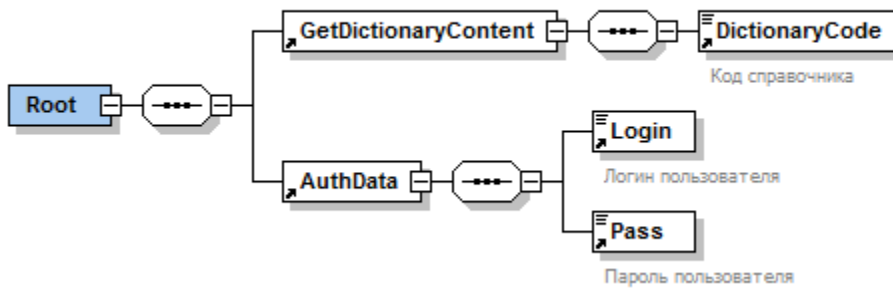 GetDictionaryContent
DictionaryCode
Код справочника
Root
Login
Логин пользователя
AuthData
Pass
Пароль пользователя